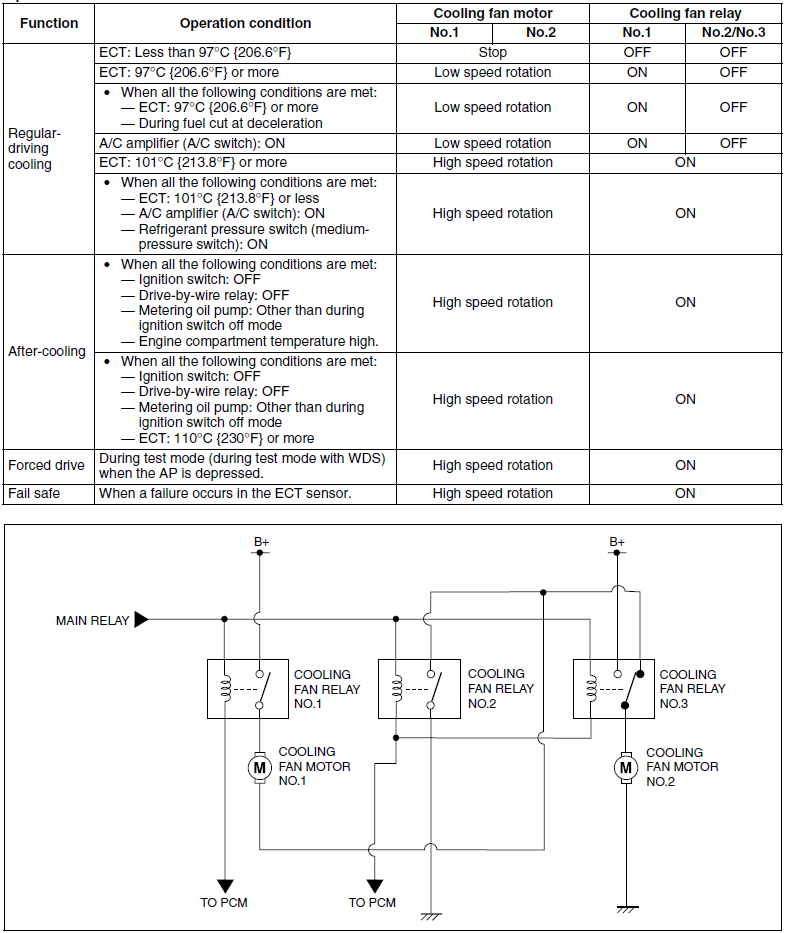 Function
Operation condition
Cooling fan motor
Cooling fan relay
No.1
No.2
No.1
No.2/No.3
Regular-
driving
cooling
ECT: Less than 97°C {206.6°F}
Stop
OFF
OFF
ECT: 97°C {206.6°F} or more
Low speed rotation
ON
OFF
• When all the following conditions are met:
— ECT: 97°C {206.6°F} or more
— During fuel cut at deceleration
Low speed rotation
ON
OFF
A/C amplifier (A/C switch): ON
Low speed rotation
ON
OFF
ECT: 101°C {213.8°F} or more
High speed rotation
ON
• When all the following conditions are met:
— ECT: 101°C {213.8°F} or less
— A/C amplifier (A/C switch): ON
— Refrigerant pressure switch (medium-
pressure switch): ON
High speed rotation
ON
After-cooling
• When all the following conditions are met:
— Ignition switch: OFF
— Drive-by-wire relay: OFF
— Metering oil pump: Other than during
ignition switch off mode
— Engine compartment temperature high.
High speed rotation
ON
• When all the following conditions are met:
— Ignition switch: OFF
— Drive-by-wire relay: OFF
— Metering oil pump: Other than during
ignition switch off mode
— ECT: 110°C {230°F} or more
High speed rotation
ON
Forced drive
During test mode (during test mode with WDS)
when the AP is depressed.
High speed rotation
ON
Fail safe
When a failure occurs in the ECT sensor.
High speed rotation
ON
B+
B+
MAIN RELAY
COOLING
FAN RELAY
NO.1
COOLING
FAN RELAY
NO.2
COOLING
FAN RELAY
NO.3
M
COOLING
FAN MOTOR
NO.1
M
COOLING
FAN MOTOR
NO.2
TO PCM
TO PCM